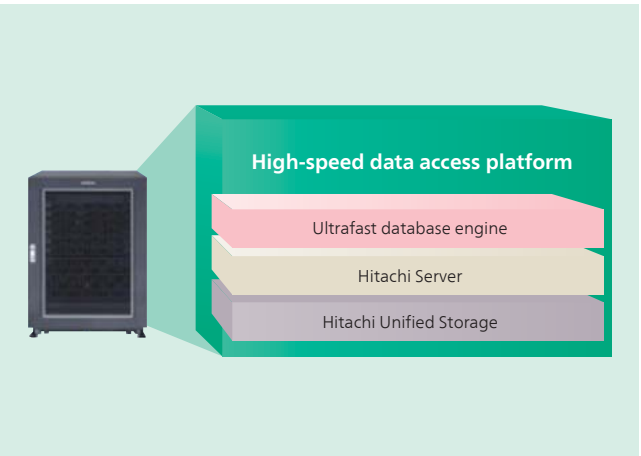 High-speed data access platform
Ultrafast database engine
Hitachi Server
Hitachi Unified Storage